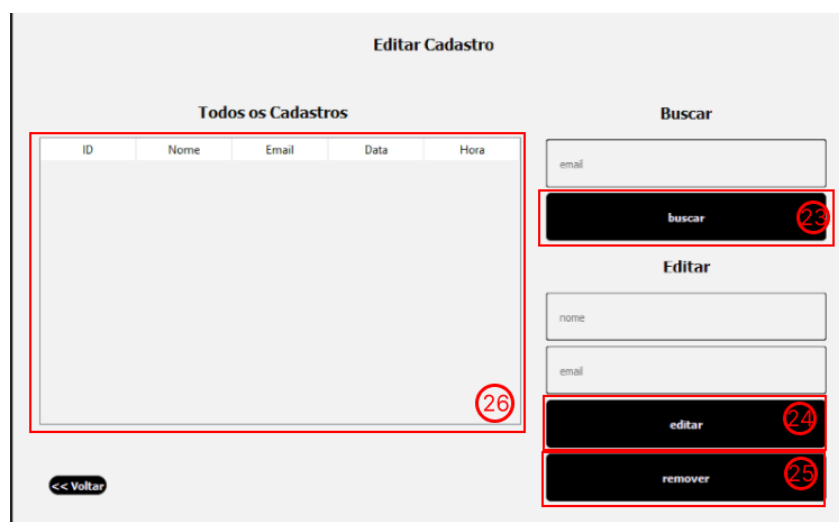 Editar Cadastro
Todos os Cadastros
ID Nome Email Data Hora
26
<< Voltar
Buscar
email
buscar 23
Editar
nome
email
editar 24
remover 25